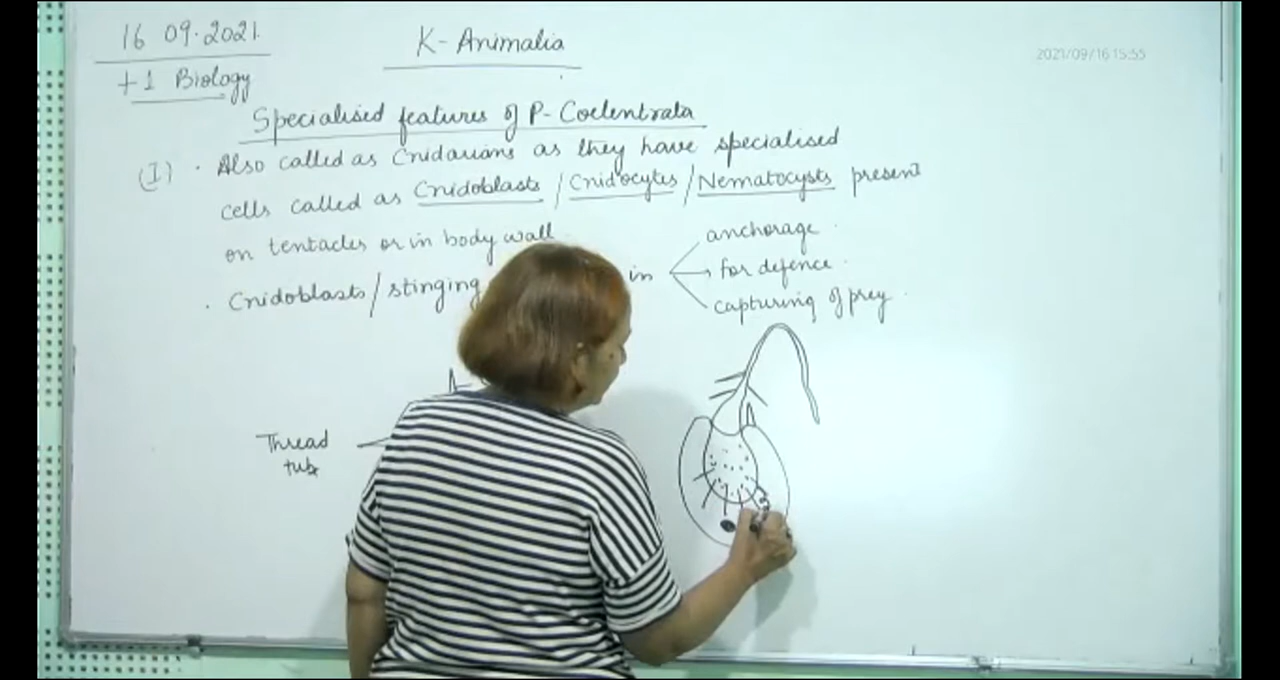 16 09.2021.
K- Animalia
2021/09/16 15:55
+1 Biology
Specialised features of P- Coelentrata
(I) . Also called as Cnidarians as they have specialised
cells called as Cnidoblasts / Cnidocytes / Nematocysts present
on tentacles or in body wall
anchorage
. Cnidoblasts / stinging in for defence
capturing of prey
Thread
tube